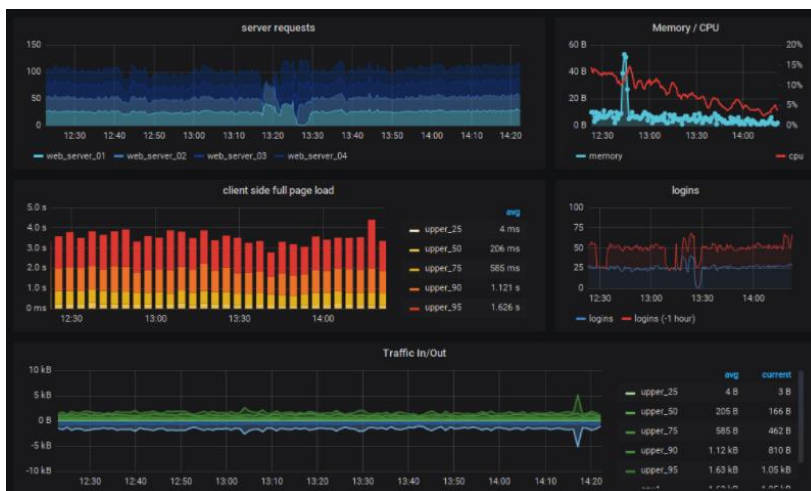 server requests
150
100
50
0
12:30 12:40 12:50 13:00 13:10 13:20 13:30 13:40 13:50 14:00 14:10 14:20
web_server_01 web_server_02 web_server_03 web_server_04
Memory / CPU
60 B 20%
15%
40 B
10%
20 B
5%
0 B 0%
12:30 13:00 13:30 14:00
memory cpu
client side full page load
5.0 s
4.0 s
3.0 s
2.0 s
1.0 s
0 ms
12:30 13:00 13:30 14:00
avg
upper_25 4 ms
upper_50 206 ms
upper_75 585 ms
upper_90 1.121 s
upper_95 1.626 s
logins
100
75
50
25
0
12:30 13:00 13:30 14:00
logins logins (-1 hour)
Traffic In/Out
10 kB
5 kB
0 B
-5 kB
-10 kB
12:30 12:40 12:50 13:00 13:10 13:20 13:30 13:40 13:50 14:00 14:10 14:20
avg current
upper_25 4 B 3 B
upper_50 205 B 166 B
upper_75 585 B 462 B
upper_90 1.12 kB 810 B
upper_95 1.63 kB 1.05 kB